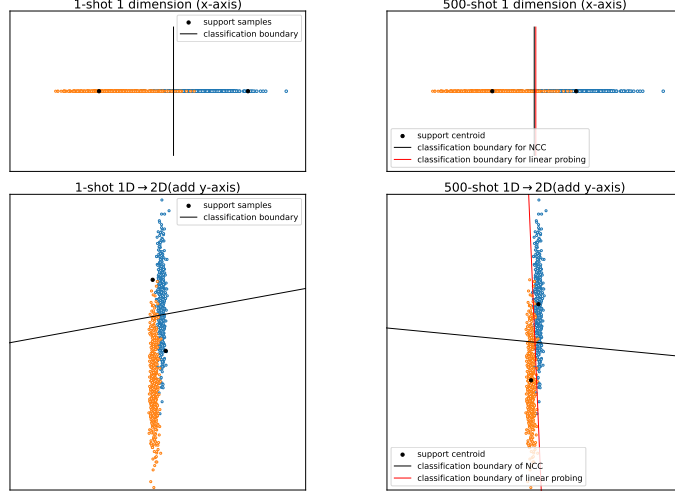 1-shot 1 dimension (x-axis)
support samples
classification boundary
500-shot 1 dimension (x-axis)
support centroid
classification boundary for NCC
classification boundary for linear probing
1-shot 1D→2D(add y-axis)
support samples
classification boundary
500-shot 1D→2D(add y-axis)
support centroid
classification boundary of NCC
classification boundary of linear probing